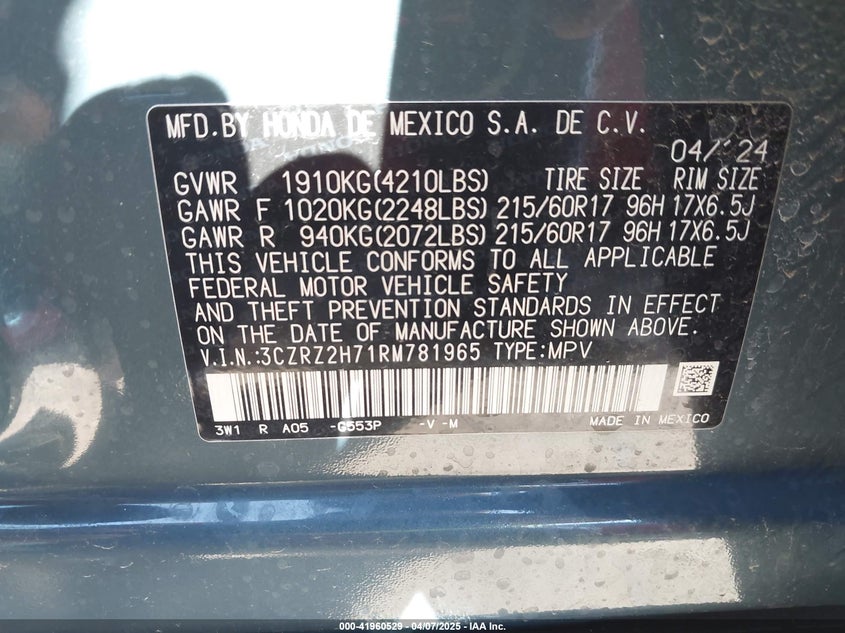 MFD.BY HONDA DE MEXICO S.A. DE C.V.
04/'24
GVWR 1910KG(4210LBS) TIRE SIZE RIM SIZE
GAWR F 1020KG(2248LBS) 215/60R17 96H 17X6.5J
GAWR R 940KG(2072LBS) 215/60R17 96H 17X6.5J
THIS VEHICLE CONFORMS TO ALL APPLICABLE
FEDERAL MOTOR VEHICLE SAFETY
AND THEFT PREVENTION STANDARDS IN EFFECT
ON THE DATE OF MANUFACTURE SHOWN ABOVE.
V.I.N.:3CZRZ2H71RM781965 TYPE:MPV
3W1 R A05 -G553P -V -M MADE IN MEXICO
000-41960529 - 04/07/2025 - IAA Inc.